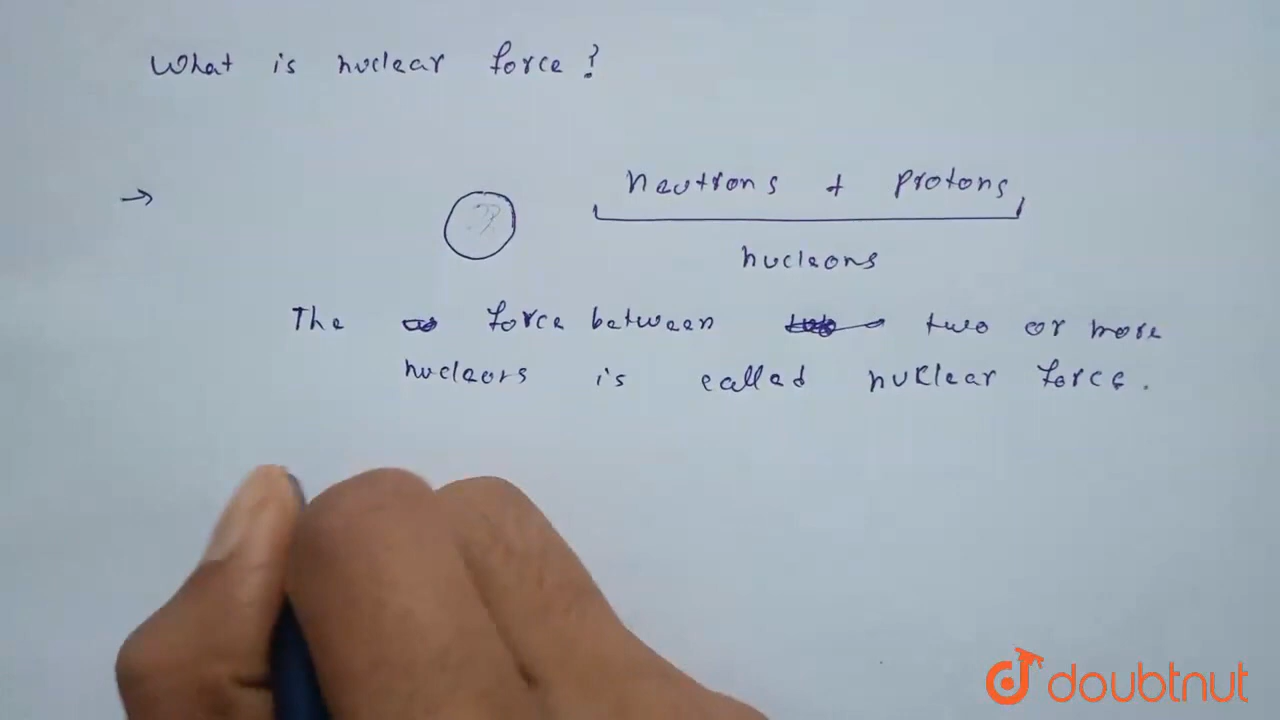 What is nuclear force?
→
neutrons + protons
nucleons
The force between two or more
nucleons is called nuclear force.
doubtnut